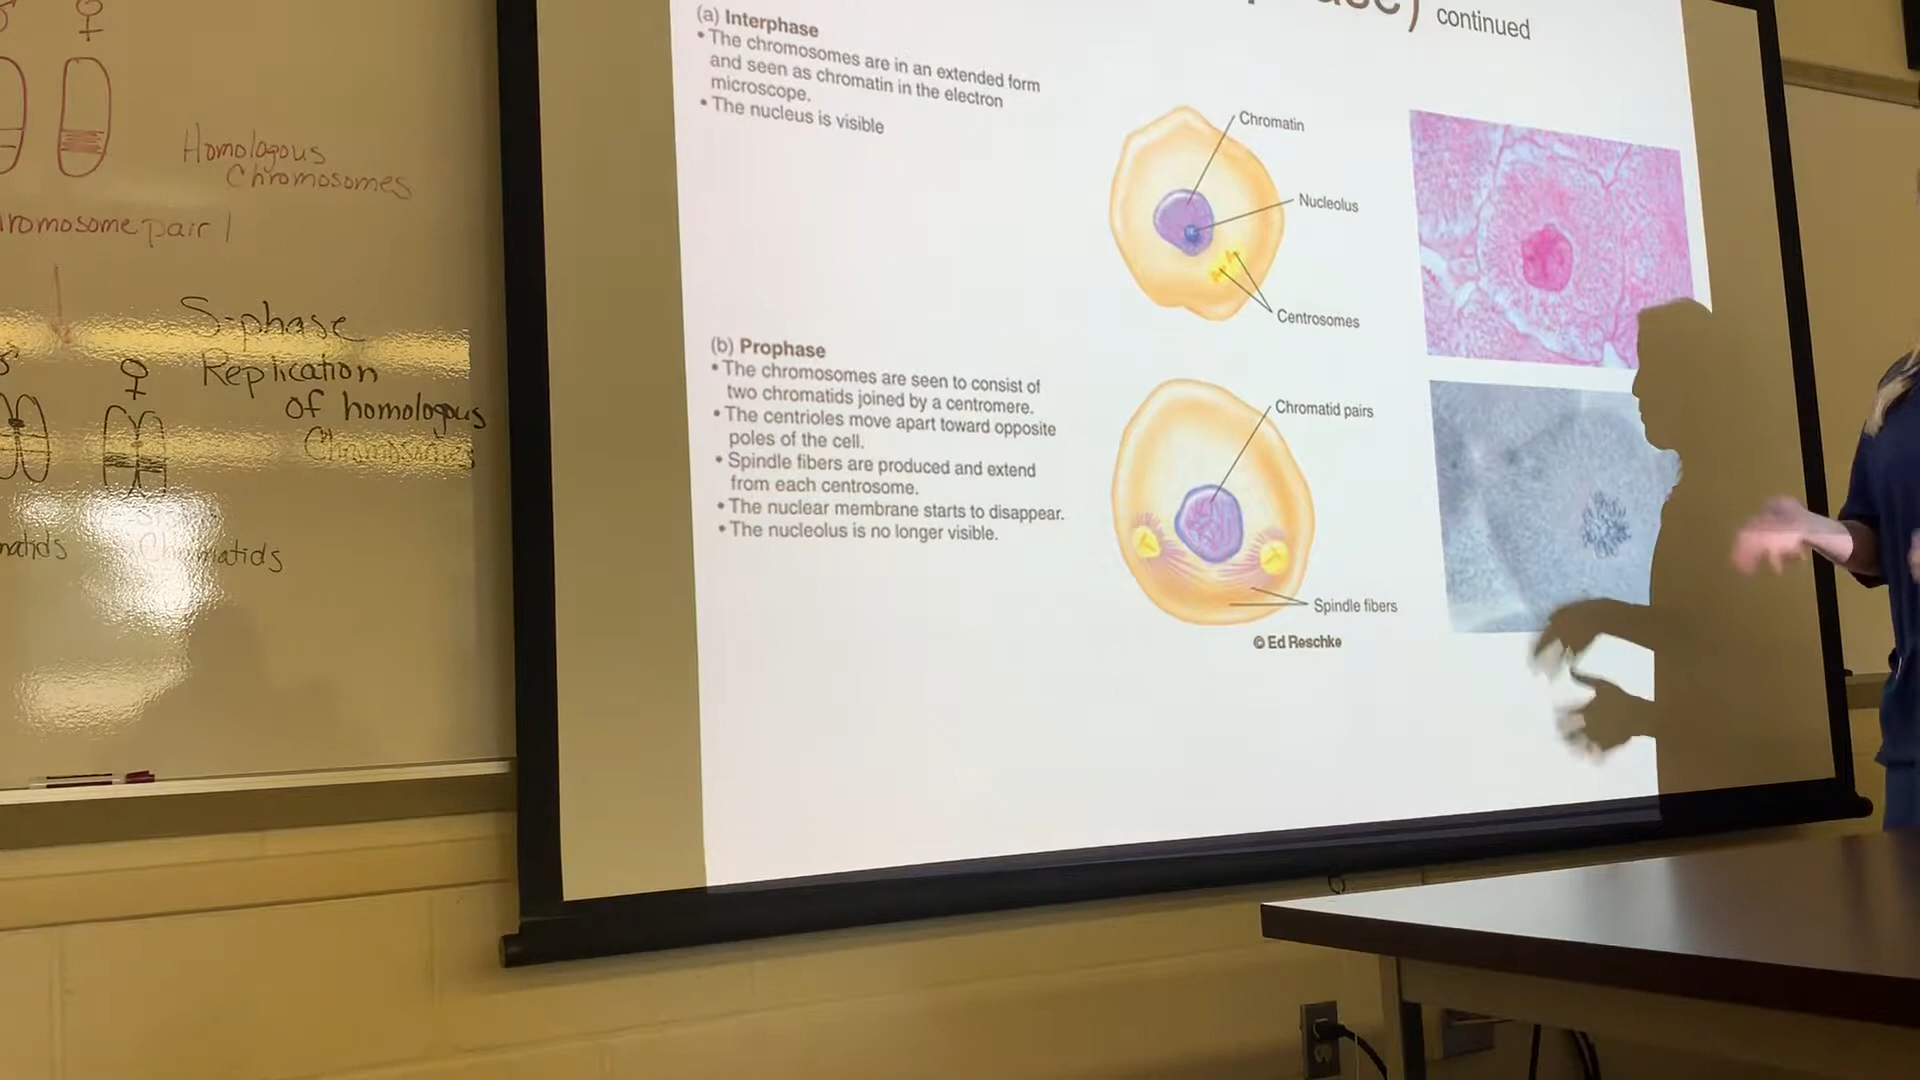 ♀
Homologous
Chromosomes
romosome pair 1
S-phase
♀ Replication
of homologous
Chromosomes
matids Chromatids
continued
(a) Interphase
• The chromosomes are in an extended form
and seen as chromatin in the electron
microscope.
• The nucleus is visible
Chromatin
Nucleolus
Centrosomes
(b) Prophase
• The chromosomes are seen to consist of
two chromatids joined by a centromere.
• The centrioles move apart toward opposite
poles of the cell.
• Spindle fibers are produced and extend
from each centrosome.
• The nuclear membrane starts to disappear.
• The nucleolus is no longer visible.
Chromatid pairs
Spindle fibers
© Ed Reschke